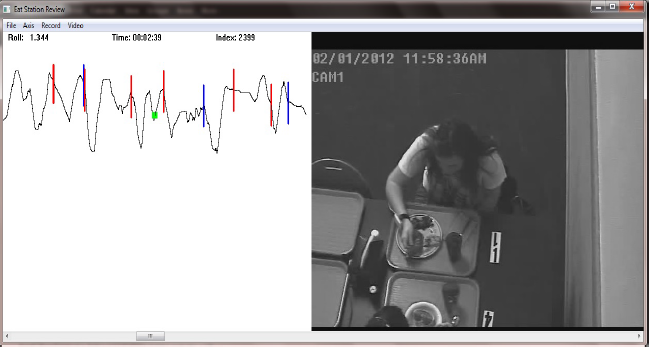 Eat Station Review
File Axis Record Video
Roll: 1.344 Time: 00:02:39 Index: 2399
02/01/2012 11:58:36AM
CAM1